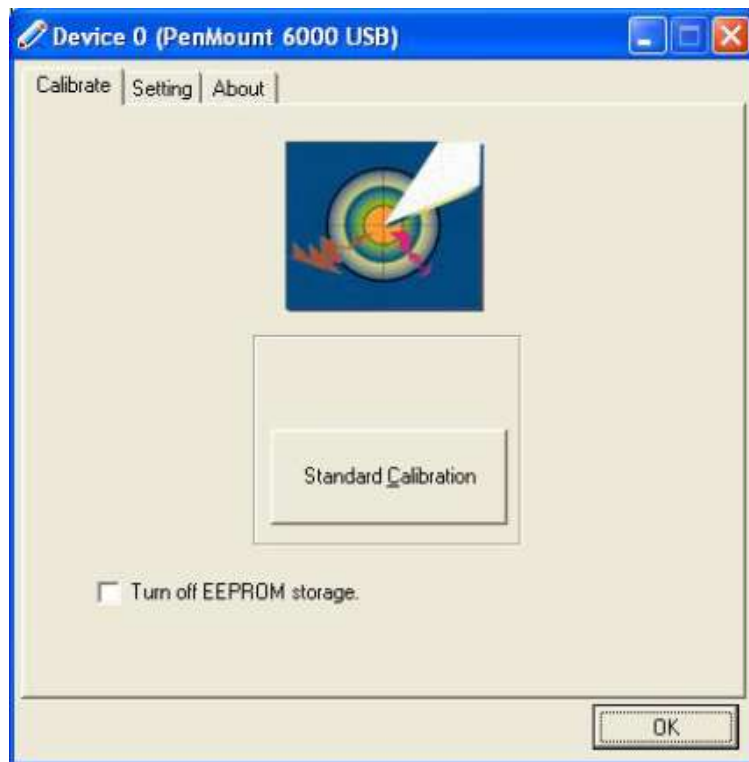 Device 0 (PenMount 6000 USB)
Calibrate Setting About
Standard Calibration
Turn off EEPROM storage.
OK